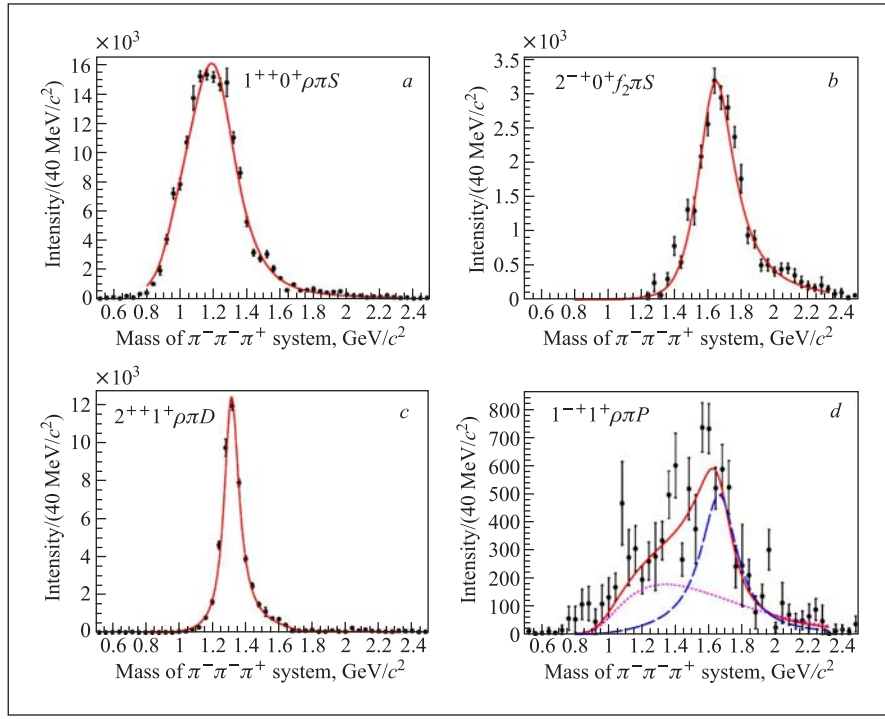 ×10³
1⁺⁺0⁺ρπS
a
Intensity/(40 MeV/c²)
16
14
12
10
8
6
4
2
0
0.6 0.8 1 1.2 1.4 1.6 1.8 2 2.2 2.4
Mass of π⁻π⁻π⁺ system, GeV/c²
×10³
2⁻⁺0⁺f₂πS
b
Intensity/(40 MeV/c²)
3.5
3
2.5
2
1.5
1
0.5
0
0.6 0.8 1 1.2 1.4 1.6 1.8 2 2.2 2.4
Mass of π⁻π⁻π⁺ system, GeV/c²
×10³
2⁺⁺1⁺ρπD
c
Intensity/(40 MeV/c²)
12
10
8
6
4
2
0
0.6 0.8 1 1.2 1.4 1.6 1.8 2 2.2 2.4
Mass of π⁻π⁻π⁺ system, GeV/c²
1⁻⁺1⁺ρπP
d
Intensity/(40 MeV/c²)
800
700
600
500
400
300
200
100
0
0.6 0.8 1 1.2 1.4 1.6 1.8 2 2.2 2.4
Mass of π⁻π⁻π⁺ system, GeV/c²